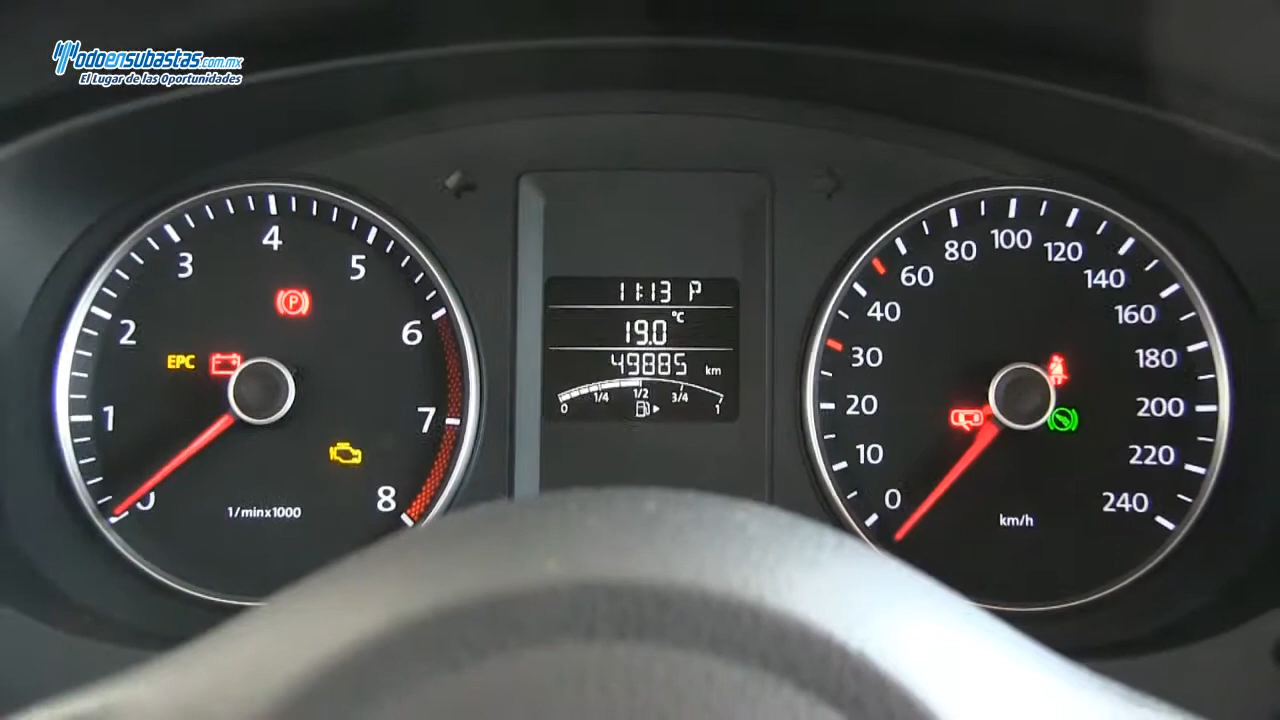 Todoensubastas.com.mx
El Lugar de las Oportunidades
0
1
2
3
4
5
6
7
8
EPC
P
1/minx1000
11:13 P
19.0 °C
49885 km
0 1/4 1/2 3/4 1
0
10
20
30
40
60
80
100
120
140
160
180
200
220
240
km/h